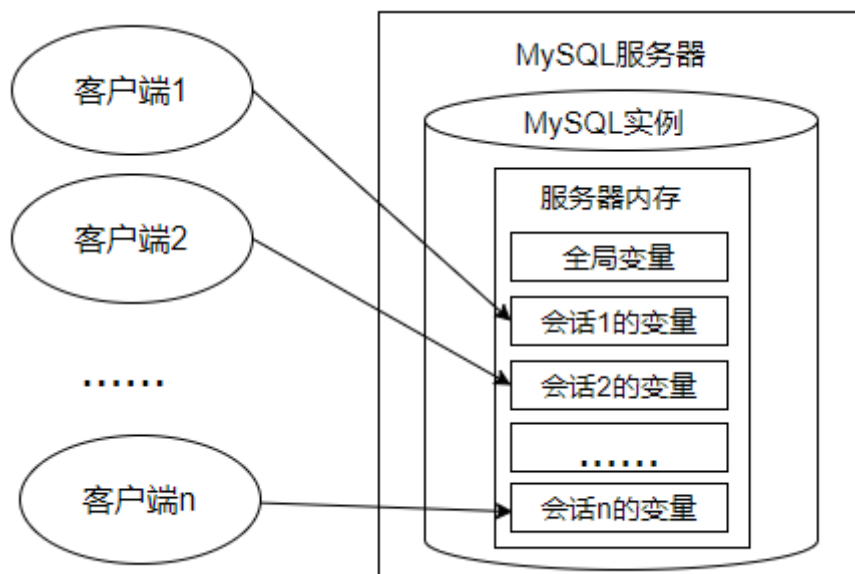 客户端1
客户端2
......
客户端n
MySQL服务器
MySQL实例
服务器内存
全局变量
会话1的变量
会话2的变量
......
会话n的变量